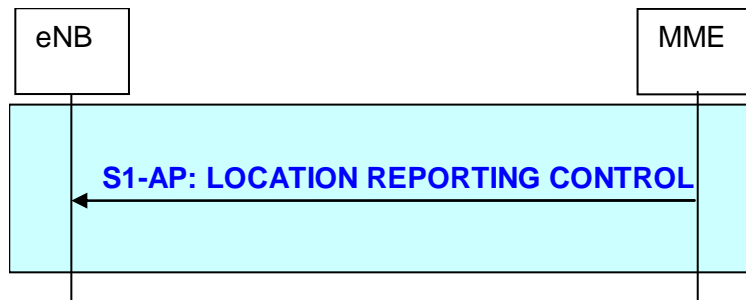 eNB
MME
S1-AP: LOCATION REPORTING CONTROL